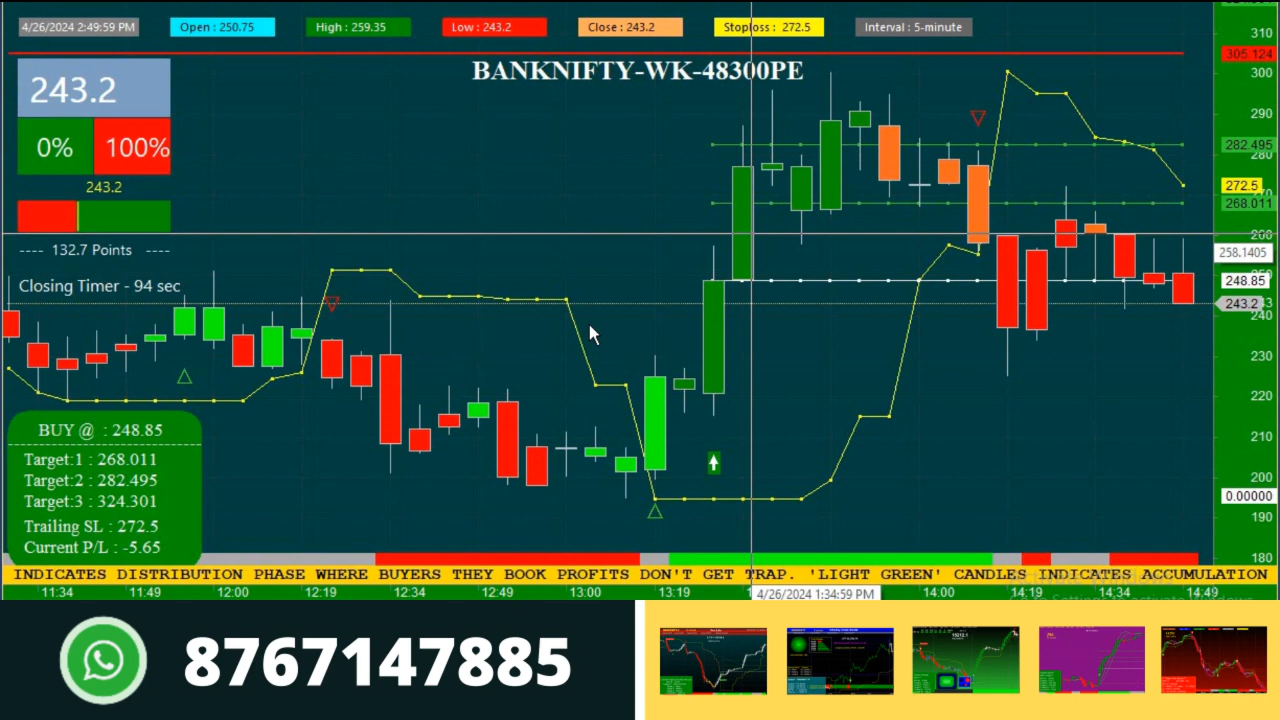 4/26/2024 2:49:59 PM
Open : 250.75
High : 259.35
Low : 243.2
Close : 243.2
Stoploss : 272.5
Interval : 5-minute
BANKNIFTY-WK-48300PE
243.2
0% 100%
243.2
---- 132.7 Points ----
Closing Timer - 94 sec
BUY @ : 248.85
Target:1 : 268.011
Target:2 : 282.495
Target:3 : 324.301
Trailing SL : 272.5
Current P/L : -5.65
310
305.124
300
290
282.495
280
272.5
268.011
260
258.1405
248.85
243.2
240
230
220
210
200
0.00000
190
180
INDICATES DISTRIBUTION PHASE WHERE BUYERS THEY BOOK PROFITS DON'T GET TRAP. 'LIGHT GREEN' CANDLES INDICATES ACCUMULATION
11:34 11:49 12:00 12:19 12:34 12:49 13:00 13:19 4/26/2024 1:34:59 PM 14:00 14:19 14:34 14:49
8767147885